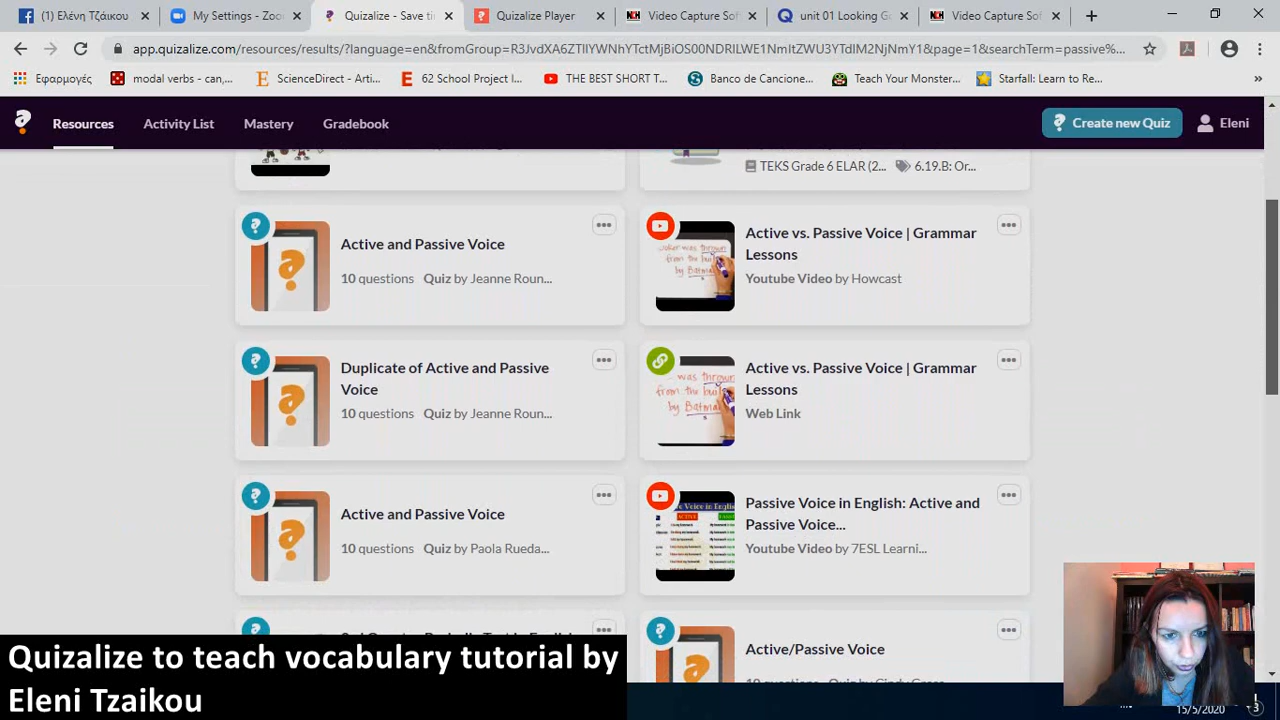 (1) Ελένη Τζάικου
My Settings - Zoo
Quizalize - Save ti
Quizalize Player
Video Capture So
unit 01 Looking G
Video Capture Sof
app.quizalize.com/resources/results/?language=en&fromGroup=R3JvdXA6ZTllYWNhYTctMjBiOS00NDRlLWE1NmItZWU3YTdlM2NjNmY1&page=1&searchTerm=passive%...
Εφαρμογές
modal verbs - can,...
ScienceDirect - Arti...
62 School Project I...
THE BEST SHORT T...
Banco de Cancione...
Teach Your Monster...
Starfall: Learn to Re...
Resources
Activity List
Mastery
Gradebook
Create new Quiz
Eleni
TEKS Grade 6 ELAR (2...
6.19.B: Or...
Active and Passive Voice
10 questions Quiz by Jeanne Roun...
Active vs. Passive Voice | Grammar
Lessons
Youtube Video by Howcast
Duplicate of Active and Passive
Voice
10 questions Quiz by Jeanne Roun...
Active vs. Passive Voice | Grammar
Lessons
Web Link
Active and Passive Voice
10 questions Quiz by Paola Rueda...
Passive Voice in English: Active and
Passive Voice...
Youtube Video by 7ESL Learni...
Active/Passive Voice
Quizalize to teach vocabulary tutorial by
Eleni Tzaikou
15/5/2020